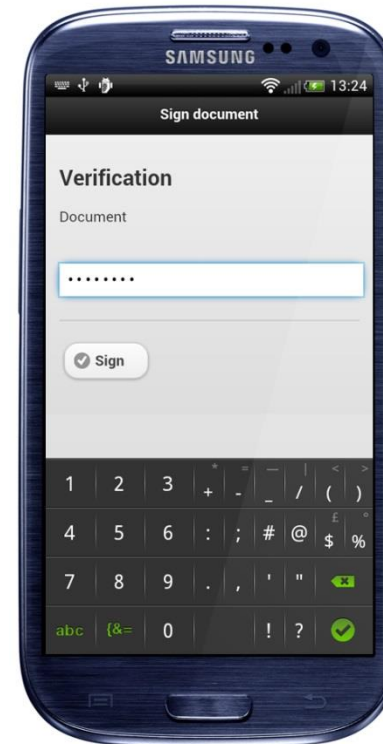 SAMSUNG
13:24
Sign document
Verification
Document
••••••••
Sign
* = — | < >
1 2 3 + - _ / ( )
£ °
4 5 6 : ; # @ $ %
7 8 9 . , ' "
abc {&= 0 ! ?